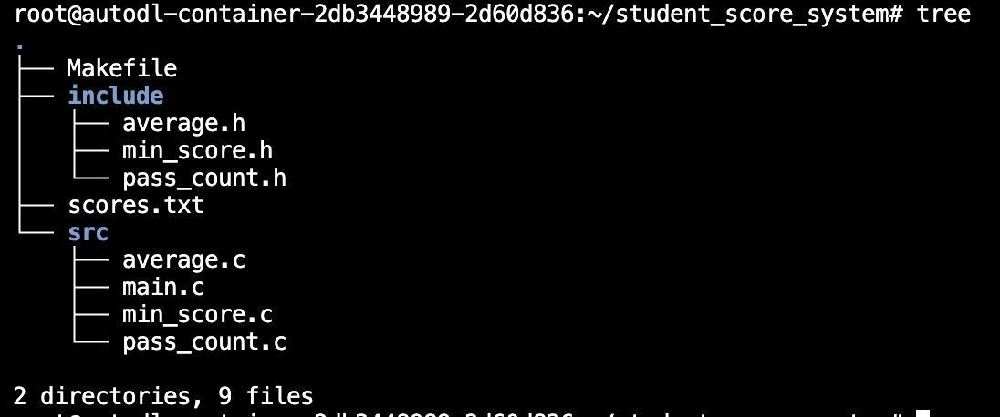 root@autodl-container-2db3448989-2d60d836:~/student_score_system# tree
.
├── Makefile
├── include
│   ├── average.h
│   ├── min_score.h
│   └── pass_count.h
├── scores.txt
└── src
    ├── average.c
    ├── main.c
    ├── min_score.c
    └── pass_count.c
2 directories, 9 files